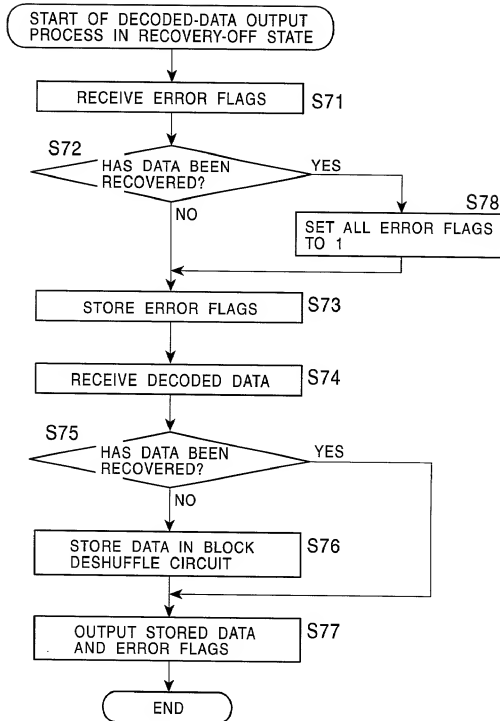 START OF DECODED-DATA OUTPUT
PROCESS IN RECOVERY-OFF STATE
RECEIVE ERROR FLAGS
S71
S72
HAS DATA BEEN
RECOVERED?
YES
NO
S78
SET ALL ERROR FLAGS
TO 1
STORE ERROR FLAGS
S73
RECEIVE DECODED DATA
S74
S75
HAS DATA BEEN
RECOVERED?
YES
NO
STORE DATA IN BLOCK
DESHUFFLE CIRCUIT
S76
OUTPUT STORED DATA
AND ERROR FLAGS
S77
END